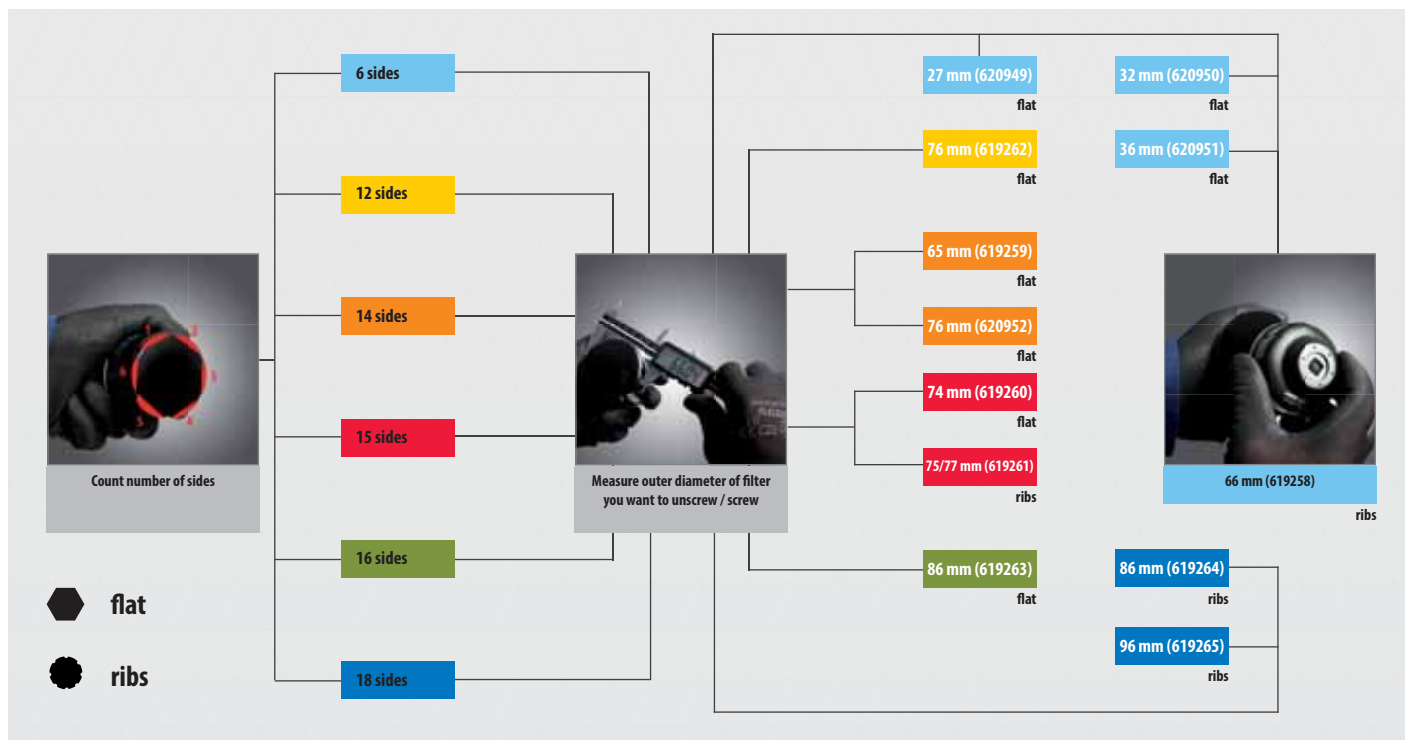 6 sides
12 sides
14 sides
15 sides
16 sides
18 sides
Count number of sides
flat
ribs
Measure outer diameter of filter
you want to unscrew / screw
27 mm (620949)
flat
32 mm (620950)
flat
76 mm (619262)
flat
36 mm (620951)
flat
65 mm (619259)
flat
76 mm (620952)
flat
74 mm (619260)
flat
75/77 mm (619261)
ribs
66 mm (619258)
ribs
86 mm (619263)
flat
86 mm (619264)
ribs
96 mm (619265)
ribs